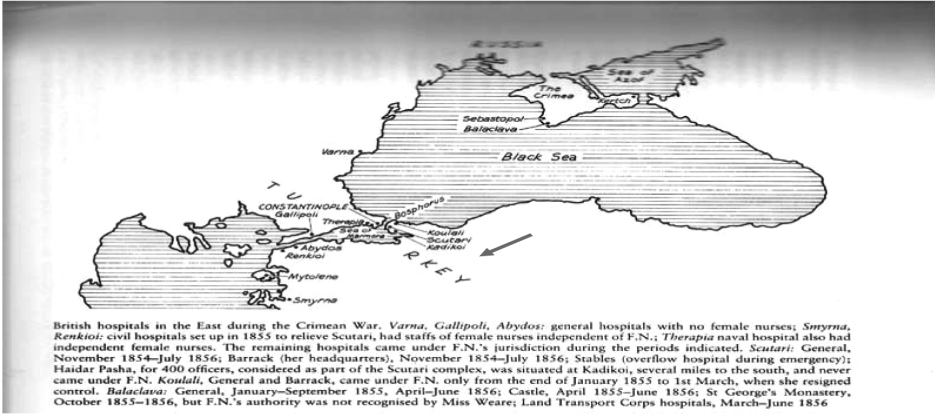 RUSSIA
Sea of
Azof
The
Crimea
Kertch
Sebastopol
Balaclava
Varna
Black Sea
T U
CONSTANTINOPLE
Gallipoli
Bosphorus
Therapia
Sea of
Marmora
Koulali
Scutari
Kadikoi
Abydos
Renkioi
R K E Y
Mytolene
Smyrna
British hospitals in the East during the Crimean War. Varna, Gallipoli, Abydos: general hospitals with no female nurses; Smyrna,
Renkioi: civil hospitals set up in 1855 to relieve Scutari, had staffs of female nurses independent of F.N.; Therapia naval hospital also had
independent female nurses. The remaining hospitals came under F.N.'s jurisdiction during the periods indicated. Scutari: General,
November 1854–July 1856; Barrack (her headquarters), November 1854–July 1856; Stables (overflow hospital during emergency);
Haidar Pasha, for 400 officers, considered as part of the Scutari complex, was situated at Kadikoi, several miles to the south, and never
came under F.N. Koulali, General and Barrack, came under F.N. only from the end of January 1855 to 1st March, when she resigned
control. Balaclava: General, January–September 1855, April–June 1856; Castle, April 1855–June 1856; St George's Monastery,
October 1855–1856, but F.N.'s authority was not recognised by Miss Weare; Land Transport Corps hospitals, March–June 1856